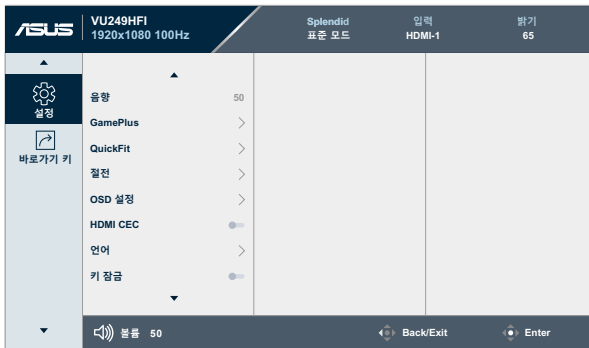 ASUS
VU249HFI
1920x1080 100Hz
Splendid
표준 모드
입력
HDMI-1
밝기
65
설정
바로가기 키
음향 50
GamePlus
QuickFit
절전
OSD 설정
HDMI CEC
언어
키 잠금
볼륨 50
Back/Exit
Enter